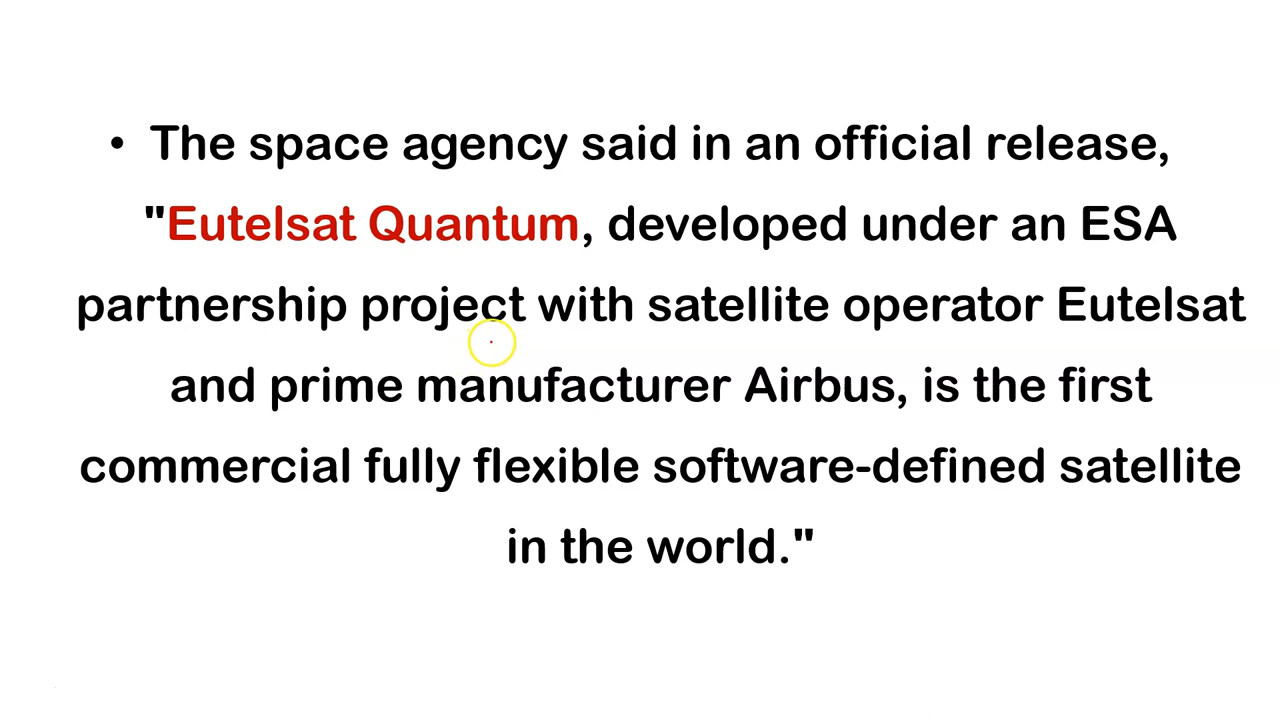 • The space agency said in an official release,
"Eutelsat Quantum, developed under an ESA
partnership project with satellite operator Eutelsat
and prime manufacturer Airbus, is the first
commercial fully flexible software-defined satellite
in the world."